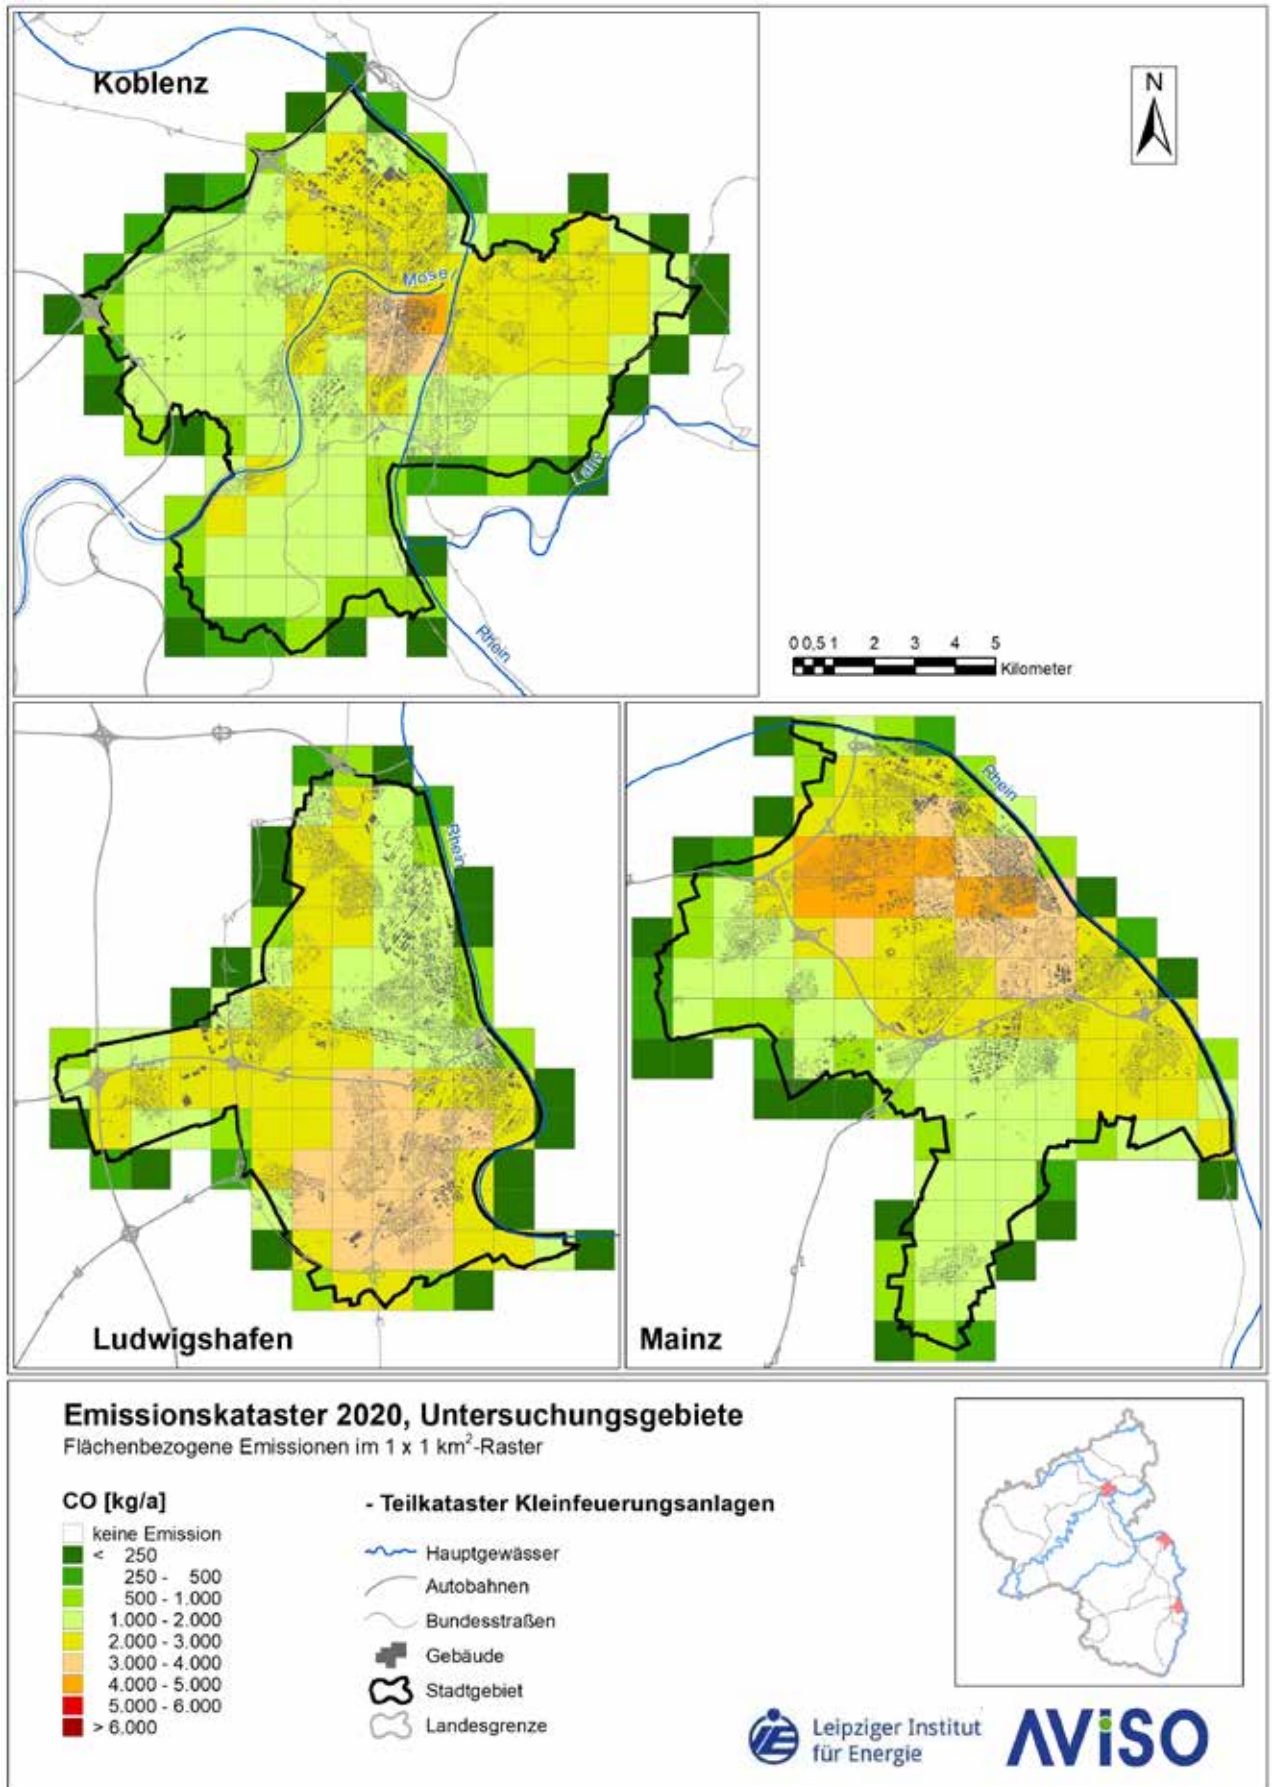 Koblenz
N
Mosel
Lahn
Rhein
0 0,5 1 2 3 4 5
Kilometer
Rhein
Ludwigshafen
Rhein
Mainz
Emissionskataster 2020, Untersuchungsgebiete
Flächenbezogene Emissionen im 1 x 1 km²-Raster
CO [kg/a]
keine Emission
< 250
250 - 500
500 - 1.000
1.000 - 2.000
2.000 - 3.000
3.000 - 4.000
4.000 - 5.000
5.000 - 6.000
> 6.000
- Teilkataster Kleinfeuerungsanlagen
Hauptgewässer
Autobahnen
Bundesstraßen
Gebäude
Stadtgebiet
Landesgrenze
Leipziger Institut
für Energie
AViSO